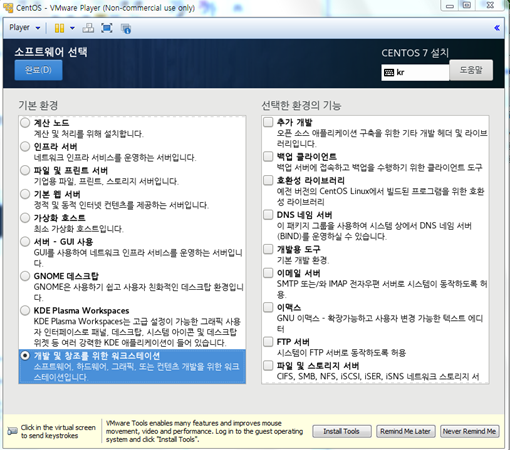 CentOS - VMware Player (Non-commercial use only)
Player
소프트웨어 선택
완료(D)
CENTOS 7 설치
kr
도움말
기본 환경
계산 노드
계산 및 처리를 위해 설치합니다.
인프라 서버
네트워크 인프라 서비스를 운영하는 서버입니다.
파일 및 프린트 서버
기업용 파일, 프린트, 스토리지 서버입니다.
기본 웹 서버
정적 및 동적 인터넷 컨텐츠를 제공하는 서버입니다.
가상화 호스트
최소 가상화 호스트입니다.
서버 - GUI 사용
GUI를 사용하여 네트워크 인프라 서비스를 운영하는 서버입니
다.
GNOME 데스크탑
GNOME은 사용하기 쉽고 사용자 친화적인 데스크탑 환경입니
다.
KDE Plasma Workspaces
KDE Plasma Workspaces는 고급 설정이 가능한 그래픽 사용
자 인터페이스로 패널, 데스크탑, 시스템 아이콘 및 데스크탑
위젯 등 여러 강력한 KDE 애플리케이션이 들어 있습니다.
개발 및 창조를 위한 워크스테이션
소프트웨어, 하드웨어, 그래픽, 또는 컨텐츠 개발을 위한 워크
스테이션입니다.
선택한 환경의 기능
추가 개발
오픈 소스 애플리케이션 구축을 위한 기타 개발 헤더 및 라이브
러리입니다.
백업 클라이언트
백업 서버에 접속하고 백업을 수행하기 위한 클라이언트 도구
호환성 라이브러리
예전 버전의 CentOS Linux에서 빌드된 프로그램을 위한 호환
성 라이브러리
DNS 네임 서버
이 패키지 그룹을 사용하여 시스템 상에서 DNS 네임 서버
(BIND)를 운영하실 수 있습니다.
개발용 도구
기본 개발 환경.
이메일 서버
SMTP 또는/와 IMAP 전자우편 서버로 시스템이 동작하도록 허
용.
이맥스
GNU 이맥스 - 확장가능하고 사용자 변경 가능한 텍스트 에디
터
FTP 서버
시스템이 FTP 서버로 동작하도록 허용
파일 및 스토리지 서버
CIFS, SMB, NFS, iSCSI, iSER, iSNS 네트워크 스토리지 서
Click in the virtual screen
to send keystrokes
VMware Tools enables many features and improves mouse
movement, video and performance. Log in to the guest operating
system and click "Install Tools".
Install Tools
Remind Me Later
Never Remind Me